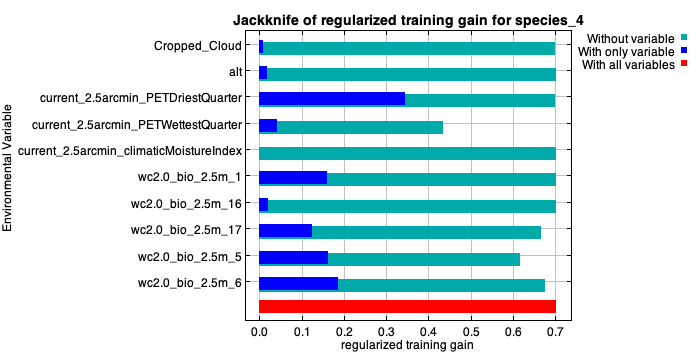 Jackknife of regularized training gain for species_4
Without variable
With only variable
With all variables
Environmental Variable
Cropped_Cloud
alt
current_2.5arcmin_PETDriestQuarter
current_2.5arcmin_PETWettestQuarter
current_2.5arcmin_climaticMoistureIndex
wc2.0_bio_2.5m_1
wc2.0_bio_2.5m_16
wc2.0_bio_2.5m_17
wc2.0_bio_2.5m_5
wc2.0_bio_2.5m_6
0.0 0.1 0.2 0.3 0.4 0.5 0.6 0.7
regularized training gain